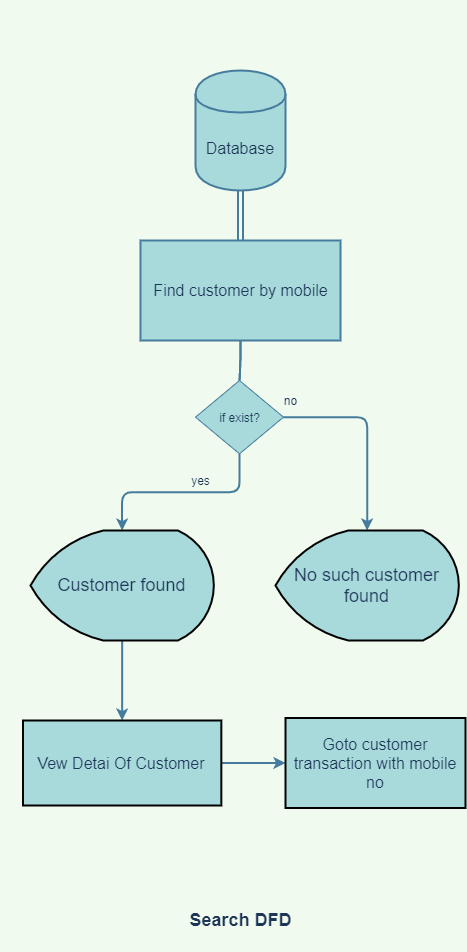 Database
Find customer by mobile
if exist?
no
yes
Customer found
No such customer
found
Vew Detai Of Customer
Goto customer
transaction with mobile
no
Search DFD